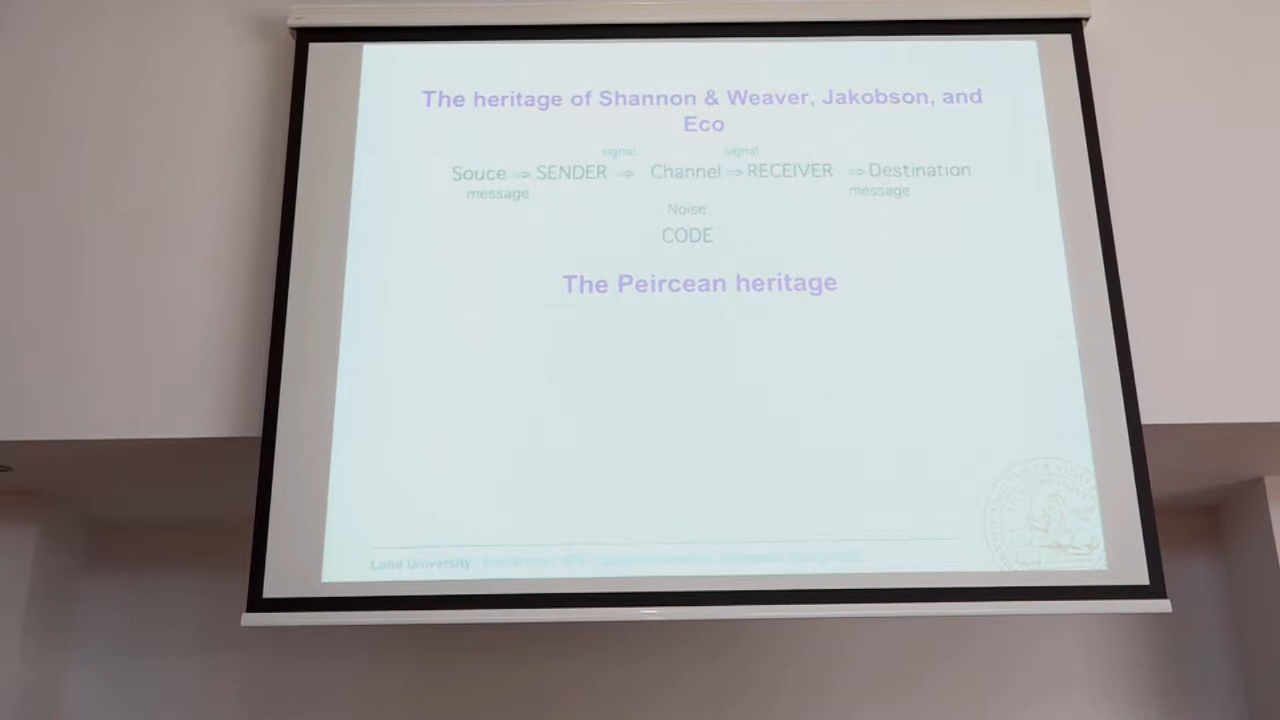 The heritage of Shannon & Weaver, Jakobson, and
Eco
signal signal
Souce ⇒ SENDER ⇒ Channel ⇒ RECEIVER ⇒ Destination
message message
Noise
CODE
The Peircean heritage
Lund University